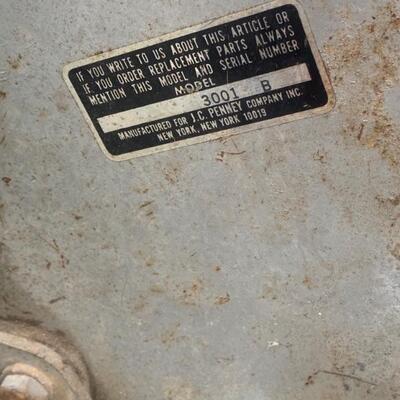 IF YOU WRITE TO US ABOUT THIS ARTICLE OR
IF YOU ORDER REPLACEMENT PARTS ALWAYS
MENTION THIS MODEL AND SERIAL NUMBER
MODEL
3001 B
MANUFACTURED FOR J.C. PENNEY COMPANY INC.
NEW YORK, NEW YORK 10019